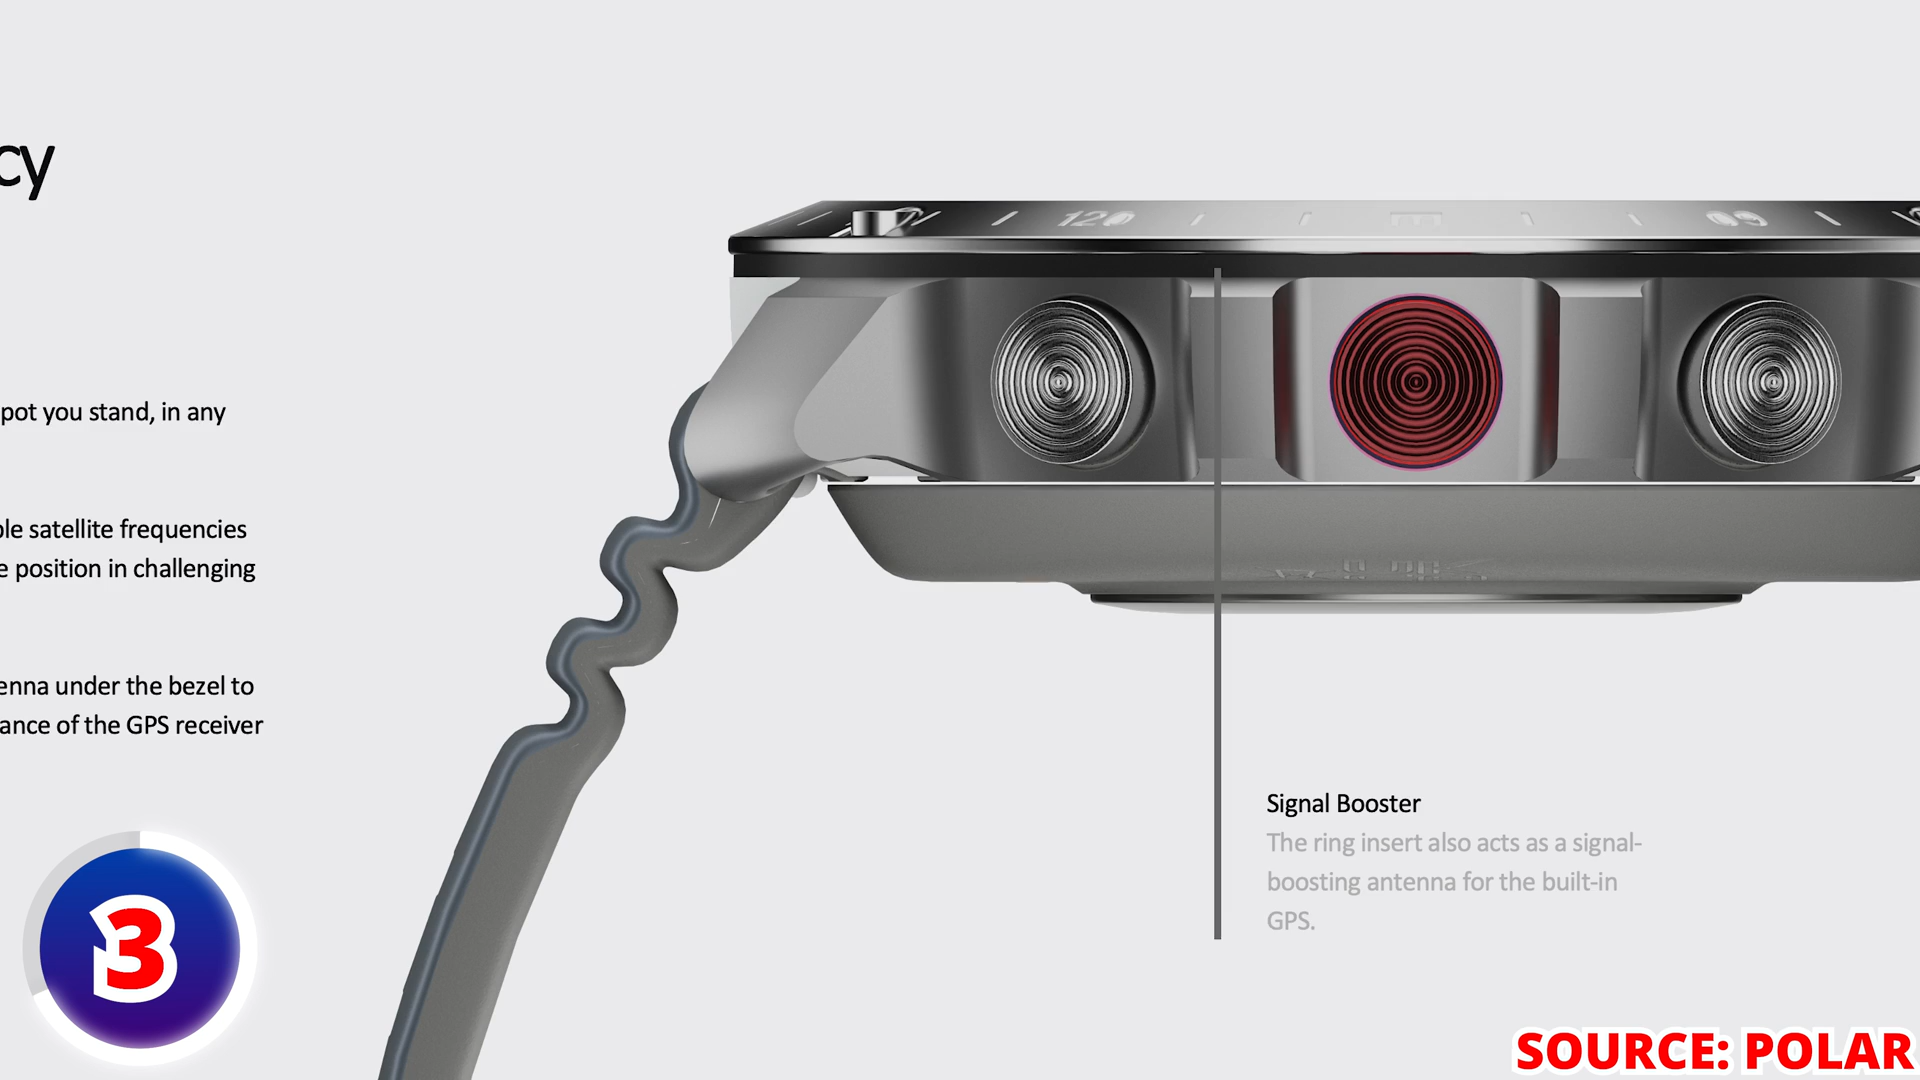 cy
pot you stand, in any
ple satellite frequencies
e position in challenging
enna under the bezel to
ance of the GPS receiver
120
60
Signal Booster
The ring insert also acts as a signal-
boosting antenna for the built-in
GPS.
3
SOURCE: POLAR